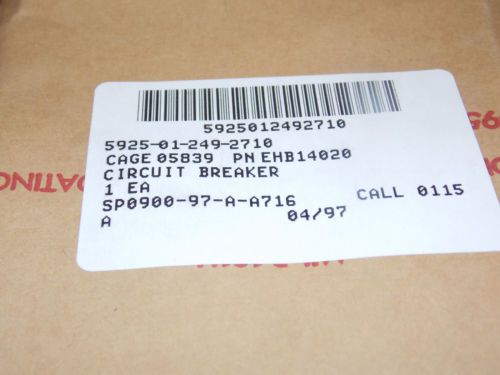 5925012492710
5925-01-249-2710
CAGE 05839 PN EHB14020
CIRCUIT BREAKER
1 EA
SP0900-97-A-A716 CALL 0115
A 04/97